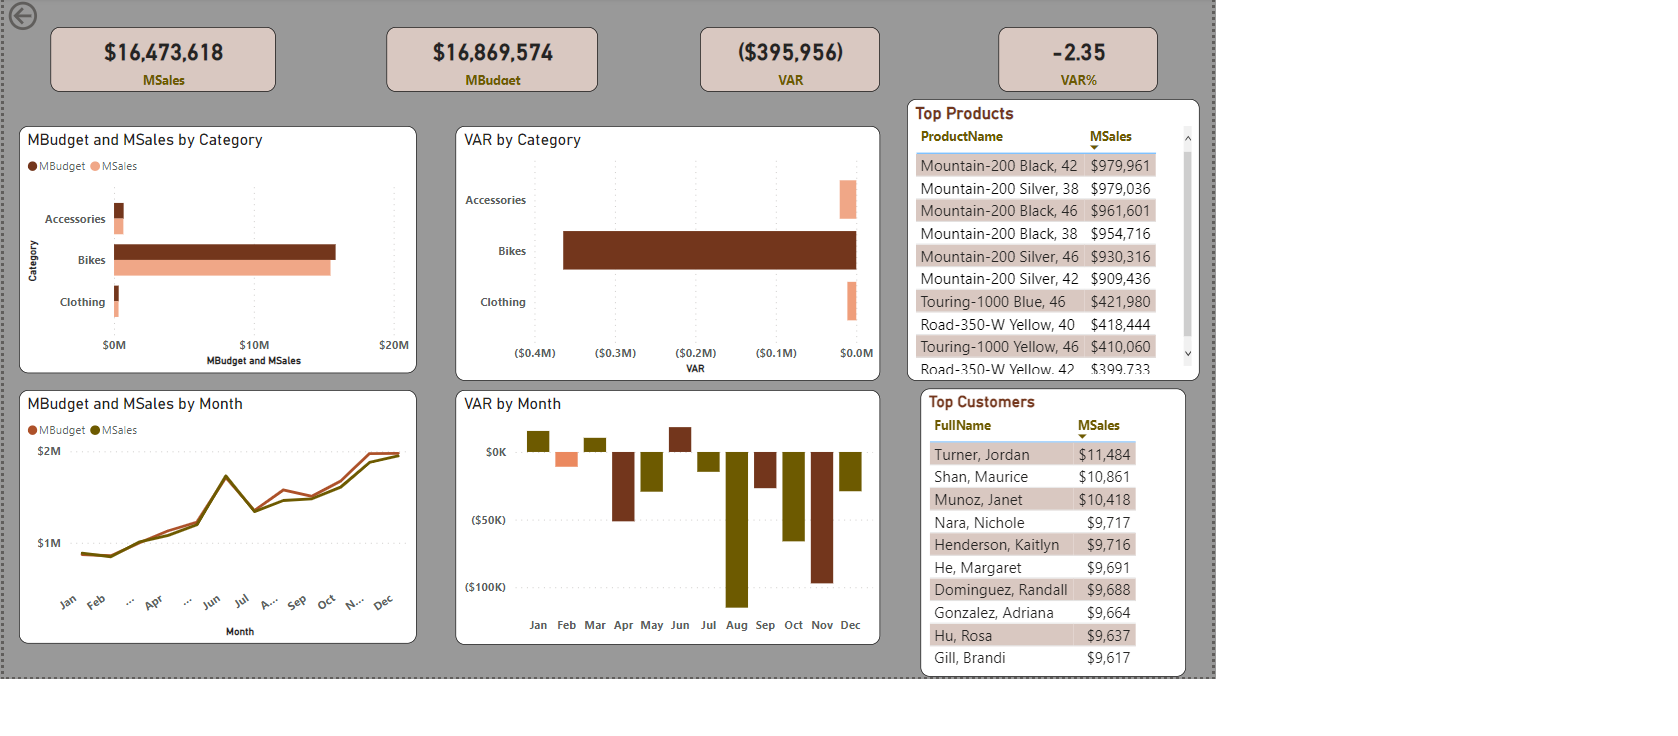 $16,473,618
MSales
$16,869,574
MBudget
($395,956)
VAR
-2.35
VAR%
MBudget and MSales by Category
MBudget MSales
Category
Accessories
Bikes
Clothing
$0M $10M $20M
MBudget and MSales
VAR by Category
Accessories
Bikes
Clothing
($0.4M) ($0.3M) ($0.2M) ($0.1M) $0.0M
VAR
Top Products
ProductName MSales
Mountain-200 Black, 42 $979,961
Mountain-200 Silver, 38 $979,036
Mountain-200 Black, 46 $961,601
Mountain-200 Black, 38 $954,716
Mountain-200 Silver, 46 $930,316
Mountain-200 Silver, 42 $909,436
Touring-1000 Blue, 46 $421,980
Road-350-W Yellow, 40 $418,444
Touring-1000 Yellow, 46 $410,060
Road-350-W Yellow, 42 $399,733
MBudget and MSales by Month
MBudget MSales
$2M
$1M
Jan Feb ... Apr ... Jun Jul A... Sep Oct N... Dec
Month
VAR by Month
$0K
($50K)
($100K)
Jan Feb Mar Apr May Jun Jul Aug Sep Oct Nov Dec
Top Customers
FullName MSales
Turner, Jordan $11,484
Shan, Maurice $10,861
Munoz, Janet $10,418
Nara, Nichole $9,717
Henderson, Kaitlyn $9,716
He, Margaret $9,691
Dominguez, Randall $9,688
Gonzalez, Adriana $9,664
Hu, Rosa $9,637
Gill, Brandi $9,617